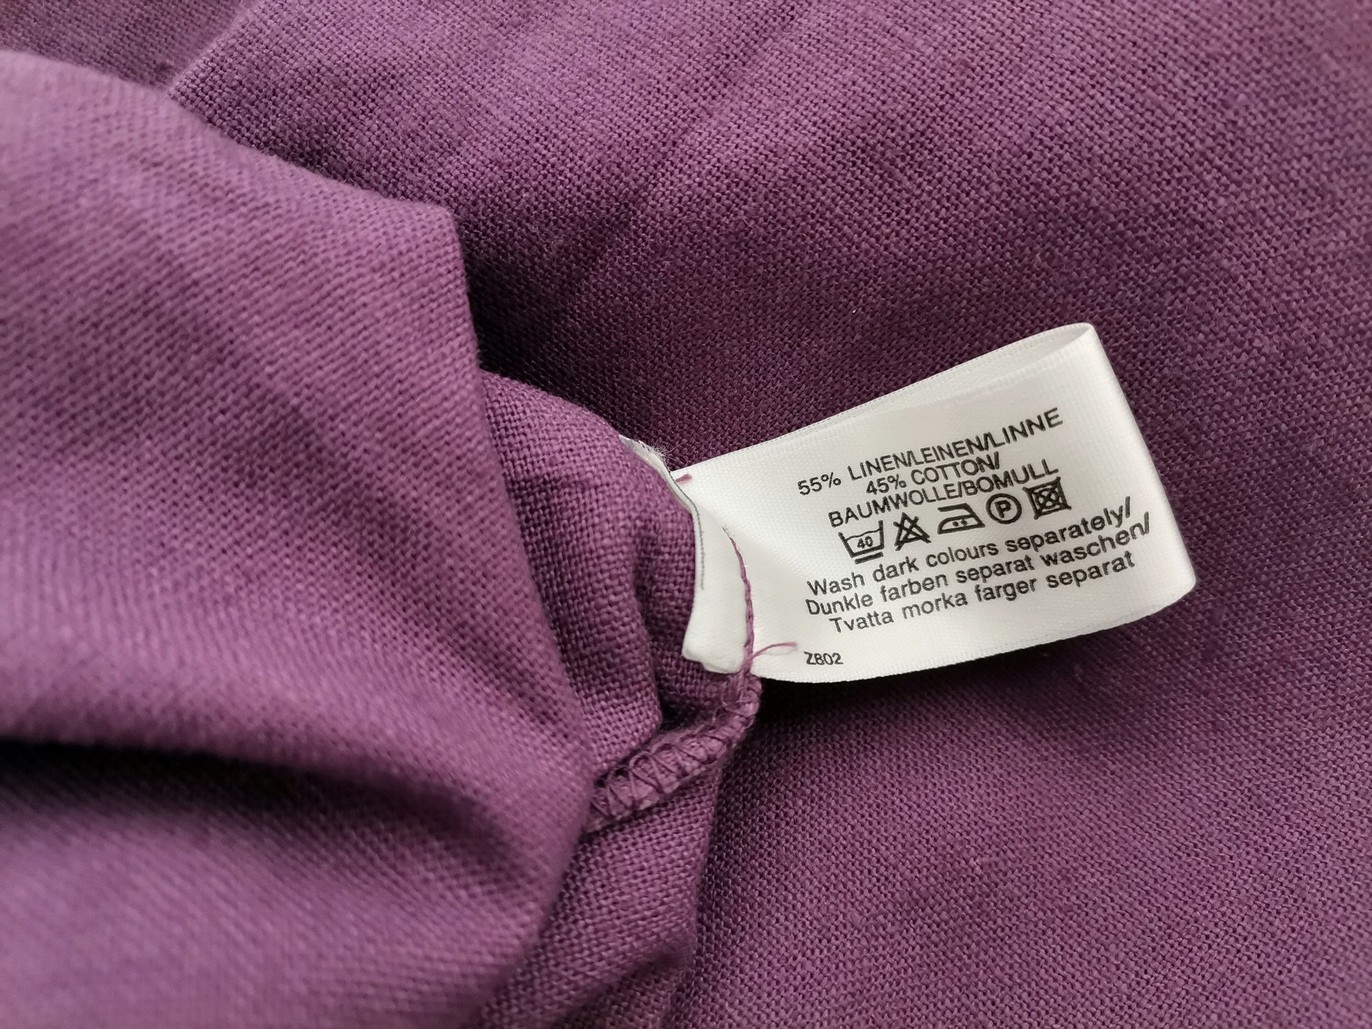 55% LINEN/LEINEN/LINNE
45% COTTON/
BAUMWOLLE/BOMULL
40 P
Wash dark colours separately/
Dunkle farben separat waschen/
Tvatta morka farger separat
Z802